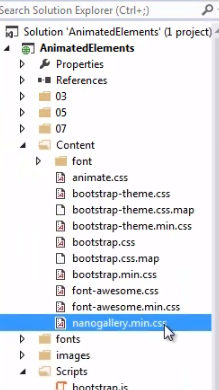 Search Solution Explorer (Ctrl+;)
Solution 'AnimatedElements' (1 project)
AnimatedElements
Properties
References
03
05
07
Content
font
animate.css
bootstrap-theme.css
bootstrap-theme.css.map
bootstrap-theme.min.css
bootstrap.css
bootstrap.css.map
bootstrap.min.css
font-awesome.css
font-awesome.min.css
nanogallery.min.css
fonts
images
Scripts
bootstrap.js